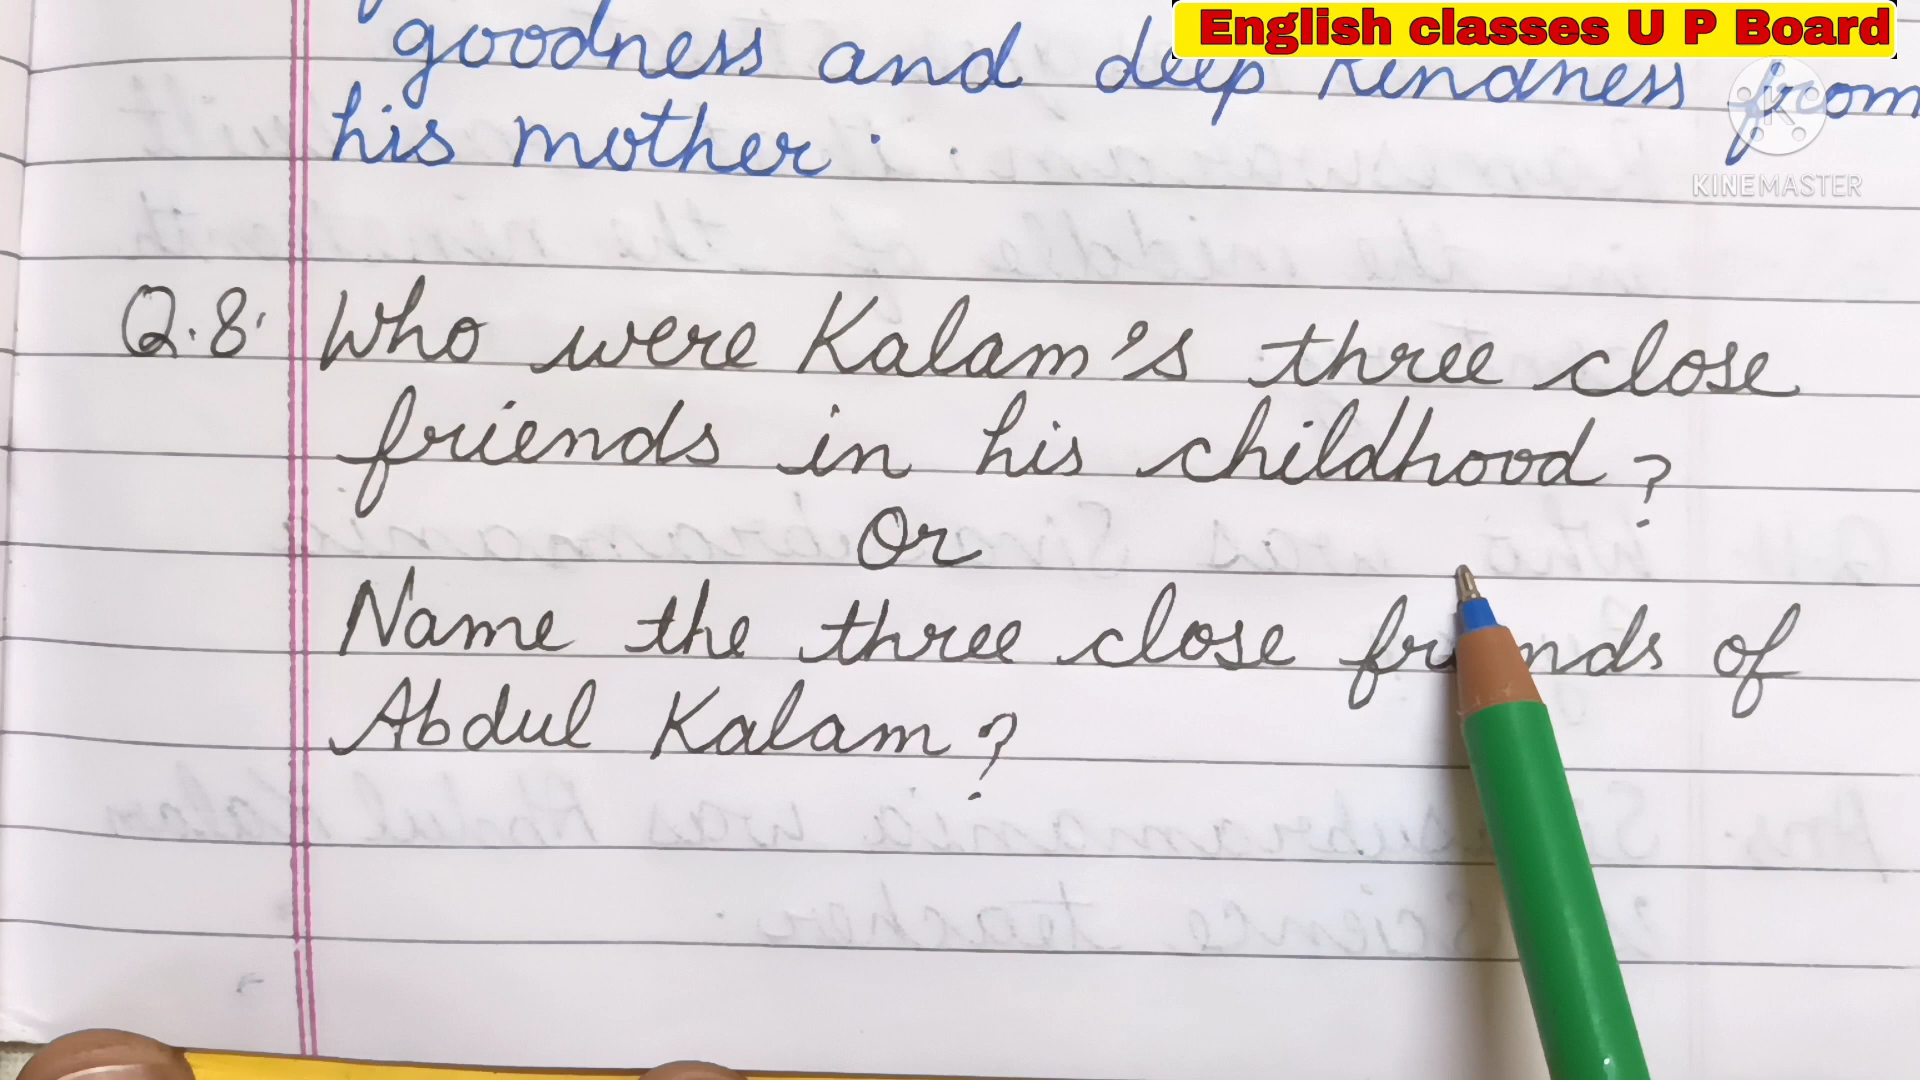 English classes U P Board
goodness and deep kindness from
his mother.
KINEMASTER
Q.8. Who were Kalam's three close
friends in his childhood?
Or
Name the three close friends of
Abdul Kalam?